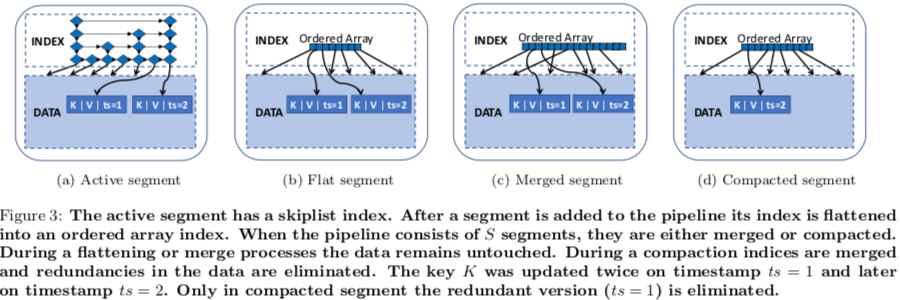 INDEX
DATA
K | V | ts=1
K | V | ts=2
(a) Active segment
INDEX Ordered Array
DATA
K | V | ts=1
K | V | ts=2
(b) Flat segment
INDEX Ordered Array
DATA
K | V | ts=1
K | V | ts=2
(c) Merged segment
INDEX Ordered Array
DATA
K | V | ts=2
(d) Compacted segment
Figure 3: The active segment has a skiplist index. After a segment is added to the pipeline its index is flattened
into an ordered array index. When the pipeline consists of S segments, they are either merged or compacted.
During a flattening or merge processes the data remains untouched. During a compaction indices are merged
and redundancies in the data are eliminated. The key K was updated twice on timestamp ts = 1 and later
on timestamp ts = 2. Only in compacted segment the redundant version (ts = 1) is eliminated.